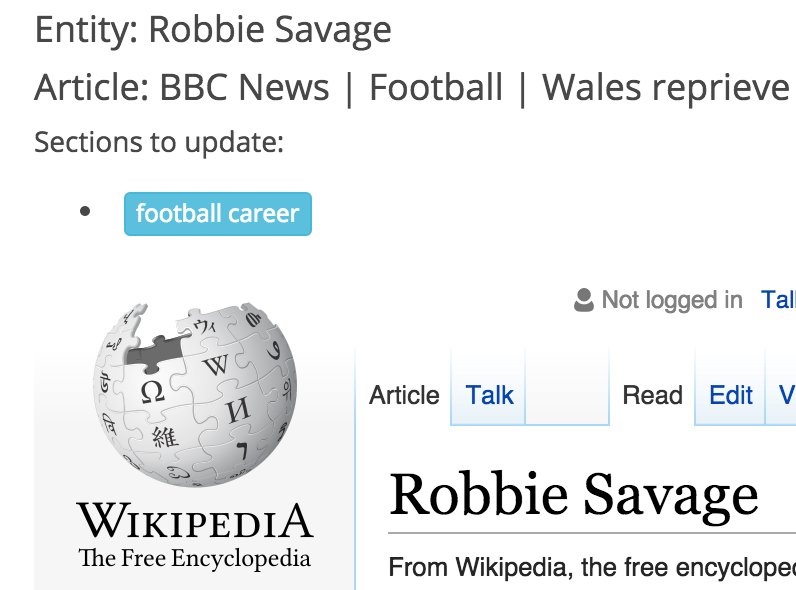 Entity: Robbie Savage
Article: BBC News | Football | Wales reprieve
Sections to update:
football career
Not logged in Tal
Article Talk Read Edit V
WIKIPEDIA
The Free Encyclopedia
Robbie Savage
From Wikipedia, the free encyclope